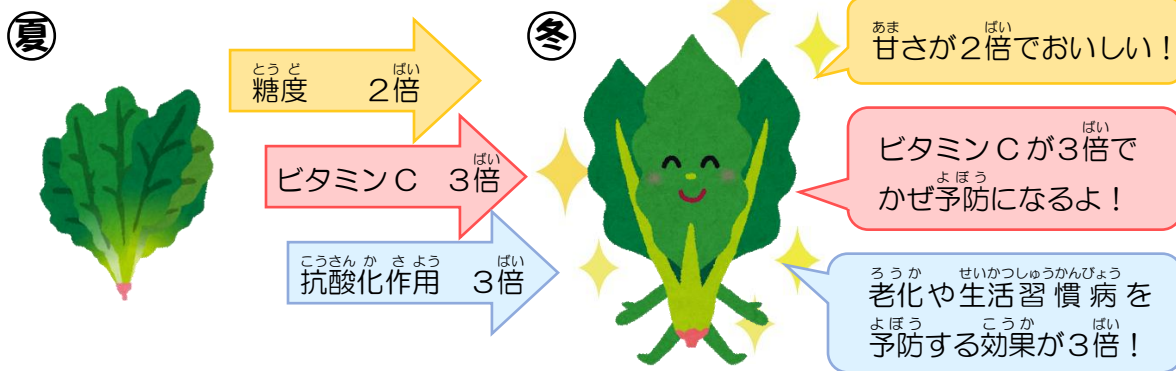 夏
糖度　２倍
ビタミンＣ　３倍
抗酸化作用　３倍
冬
甘さが２倍でおいしい！
ビタミンＣが３倍で
かぜ予防になるよ！
老化や生活習慣病を
予防する効果が３倍！